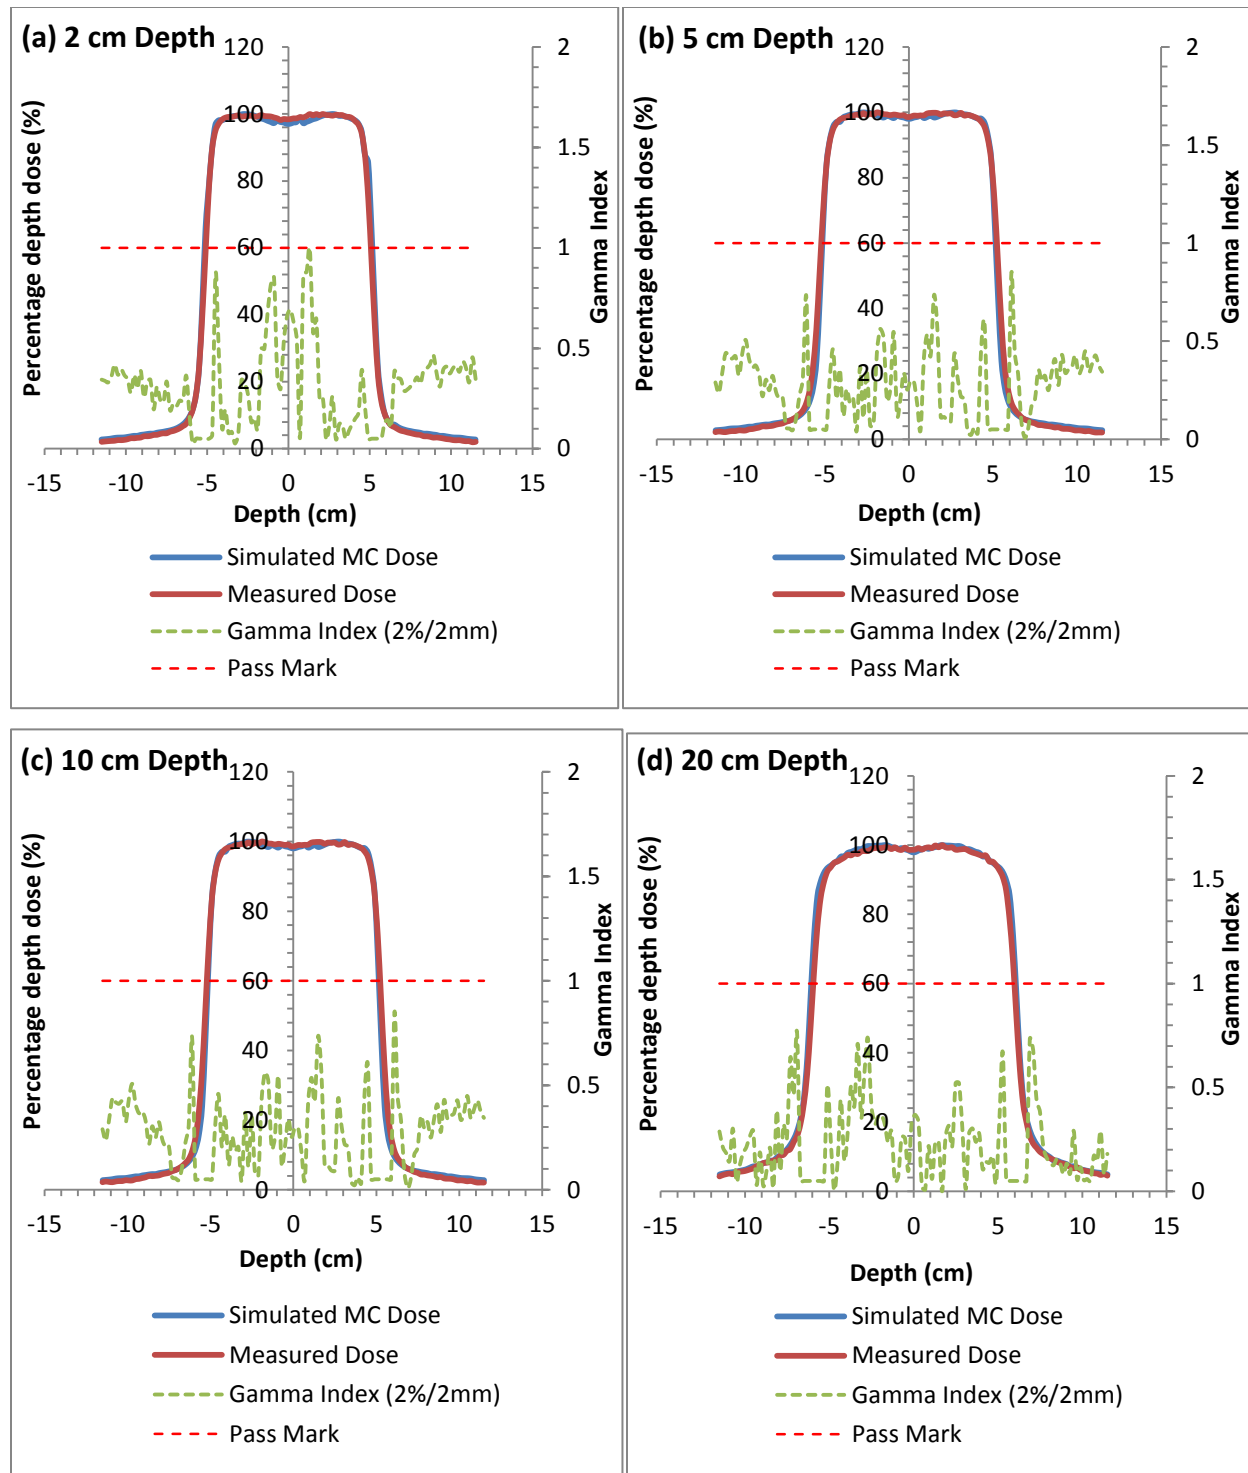 (a) 2 cm Depth
120
100
80
60
40
20
0
2
1.5
1
0.5
0
-15 -10 -5 0 5 10 15
Percentage depth dose (%)
Gamma Index
Depth (cm)
Simulated MC Dose
Measured Dose
Gamma Index (2%/2mm)
Pass Mark
(b) 5 cm Depth
120
100
80
60
40
20
0
2
1.5
1
0.5
0
-15 -10 -5 0 5 10 15
Percentage depth dose (%)
Gamma Index
Depth (cm)
Simulated MC Dose
Measured Dose
Gamma Index (2%/2mm)
Pass Mark
(c) 10 cm Depth
120
100
80
60
40
20
0
2
1.5
1
0.5
0
-15 -10 -5 0 5 10 15
Percentage depth dose (%)
Gamma Index
Depth (cm)
Simulated MC Dose
Measured Dose
Gamma Index (2%/2mm)
Pass Mark
(d) 20 cm Depth
120
100
80
60
40
20
0
2
1.5
1
0.5
0
-15 -10 -5 0 5 10 15
Percentage depth dose (%)
Gamma Index
Depth (cm)
Simulated MC Dose
Measured Dose
Gamma Index (2%/2mm)
Pass Mark